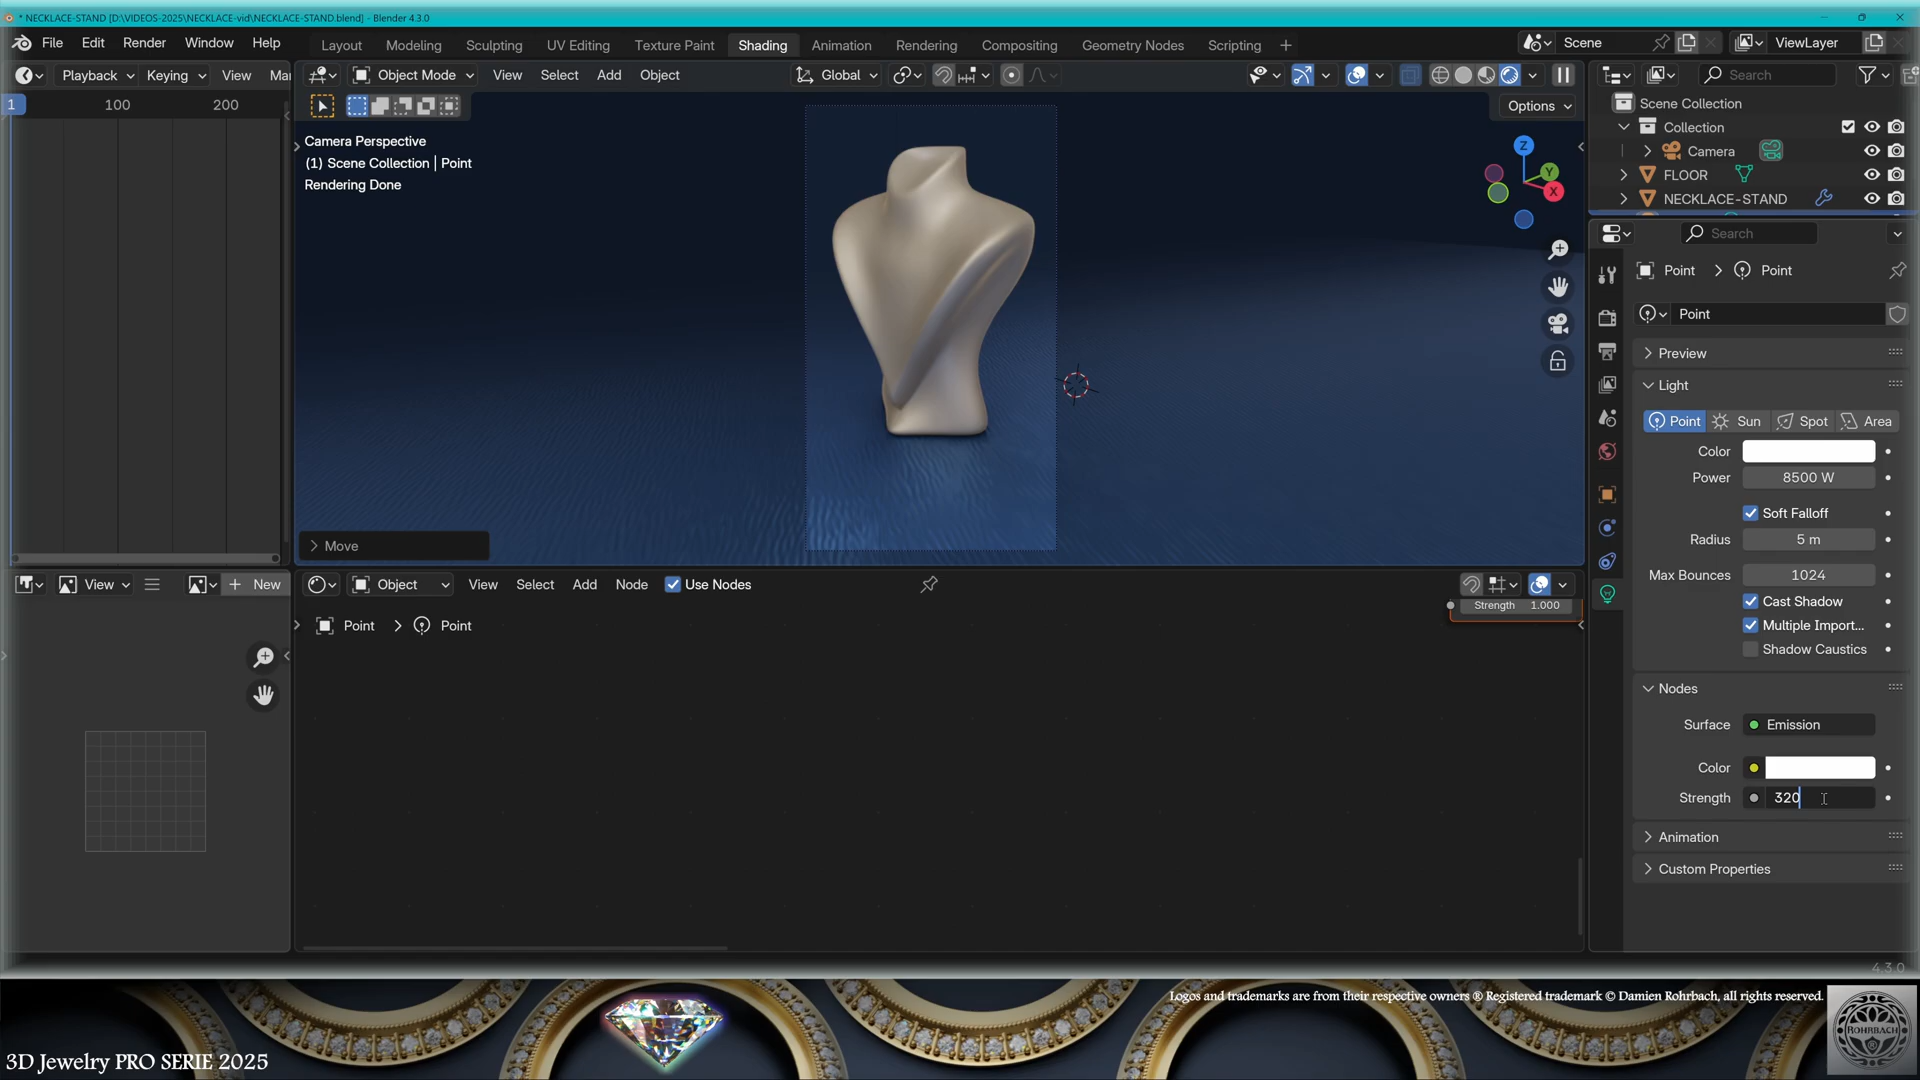 * NECKLACE-STAND [D:\VIDEOS-2025\NECKLACE-vid\NECKLACE-STAND.blend] - Blender 4.3.0
File Edit Render Window Help
Layout Modeling Sculpting UV Editing Texture Paint Shading Animation Rendering Compositing Geometry Nodes Scripting +
Scene ViewLayer
Playback Keying View Mar
1 100 200
Object Mode View Select Add Object
Global
Options
Camera Perspective
(1) Scene Collection | Point
Rendering Done
Z
Y
X
> Move
Search
Scene Collection
Collection
Camera
FLOOR
NECKLACE-STAND
Search
Point > Point
Point
Preview
Light
Point Sun Spot Area
Color
Power 8500 W
Soft Falloff
Radius 5 m
Max Bounces 1024
Cast Shadow
Multiple Import...
Shadow Caustics
Nodes
Surface Emission
Color
Strength 320
Animation
Custom Properties
View + New
Object View Select Add Node Use Nodes
Strength 1.000
Point > Point
4.3.0
Logos and trademarks are from their respective owners ® Registered trademark © Damien Rohrbach, all rights reserved.
ROHRBACH
3D Jewelry PRO SERIE 2025